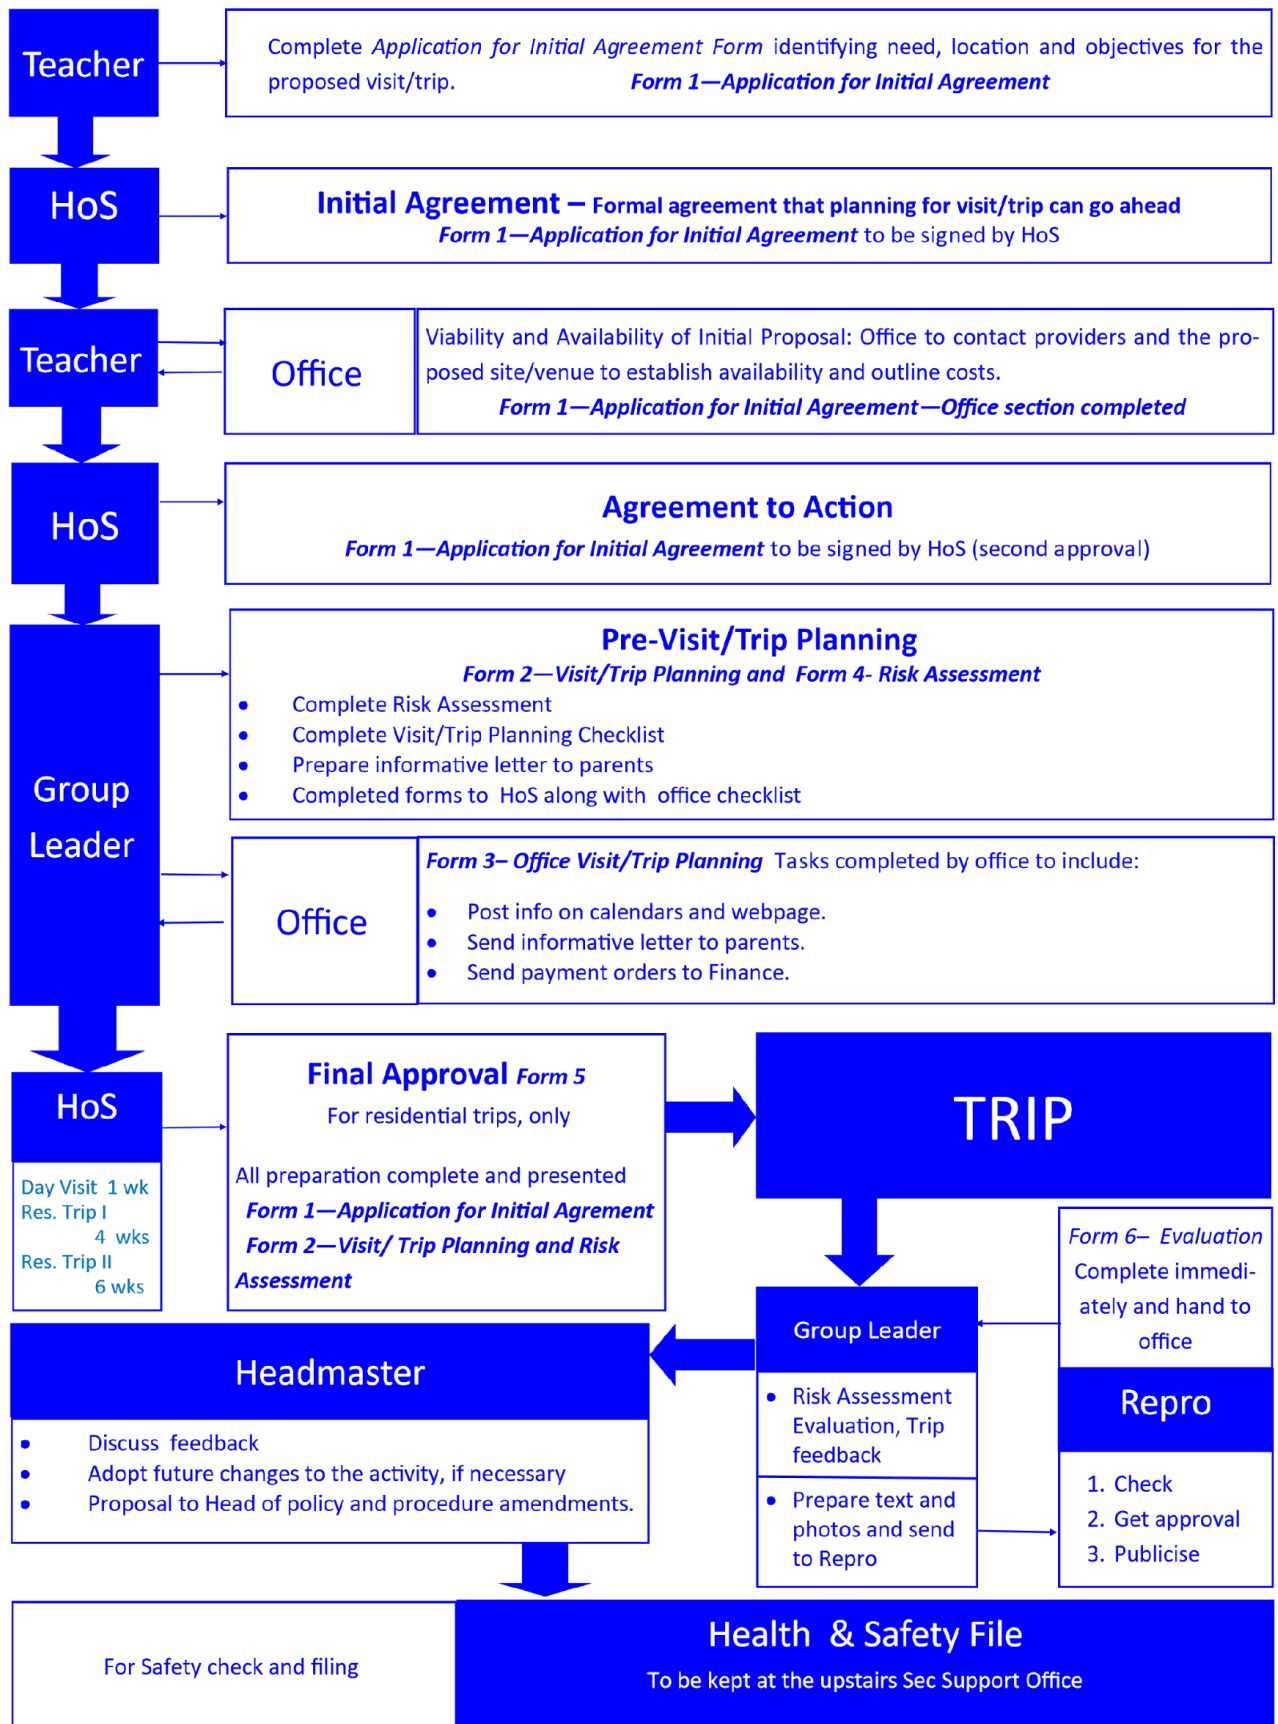 Teacher
Complete Application for Initial Agreement Form identifying need, location and objectives for the
proposed visit/trip. Form 1—Application for Initial Agreement
HoS
Initial Agreement – Formal agreement that planning for visit/trip can go ahead
Form 1—Application for Initial Agreement to be signed by HoS
Teacher
Office
Viability and Availability of Initial Proposal: Office to contact providers and the pro-
posed site/venue to establish availability and outline costs.
Form 1—Application for Initial Agreement—Office section completed
HoS
Agreement to Action
Form 1—Application for Initial Agreement to be signed by HoS (second approval)
Group
Leader
Pre-Visit/Trip Planning
Form 2—Visit/Trip Planning and Form 4- Risk Assessment
• Complete Risk Assessment
• Complete Visit/Trip Planning Checklist
• Prepare informative letter to parents
• Completed forms to HoS along with office checklist
Office
Form 3– Office Visit/Trip Planning Tasks completed by office to include:
• Post info on calendars and webpage.
• Send informative letter to parents.
• Send payment orders to Finance.
HoS
Day Visit 1 wk
Res. Trip I
4 wks
Res. Trip II
6 wks
Final Approval Form 5
For residential trips, only
All preparation complete and presented
Form 1—Application for Initial Agrement
Form 2—Visit/ Trip Planning and Risk
Assessment
TRIP
Form 6– Evaluation
Complete immedi-
ately and hand to
office
Group Leader
• Risk Assessment
Evaluation, Trip
feedback
• Prepare text and
photos and send
to Repro
Repro
1. Check
2. Get approval
3. Publicise
Headmaster
• Discuss feedback
• Adopt future changes to the activity, if necessary
• Proposal to Head of policy and procedure amendments.
For Safety check and filing
Health & Safety File
To be kept at the upstairs Sec Support Office